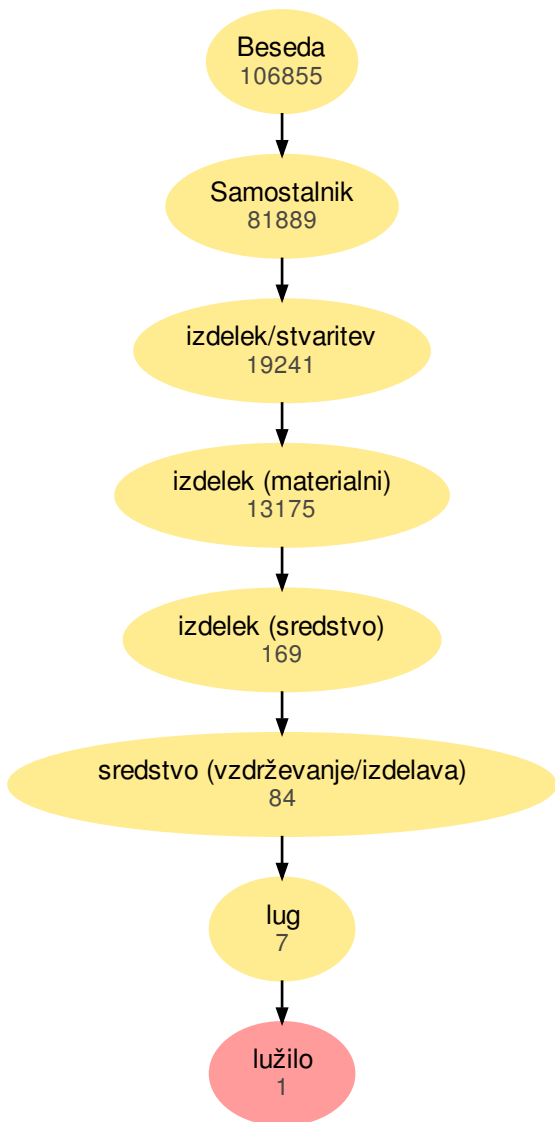 Beseda
106855
Samostalnik
81889
izdelek/stvaritev
19241
izdelek (materialni)
13175
izdelek (sredstvo)
169
sredstvo (vzdrževanje/izdelava)
84
lug
7
lužilo
1